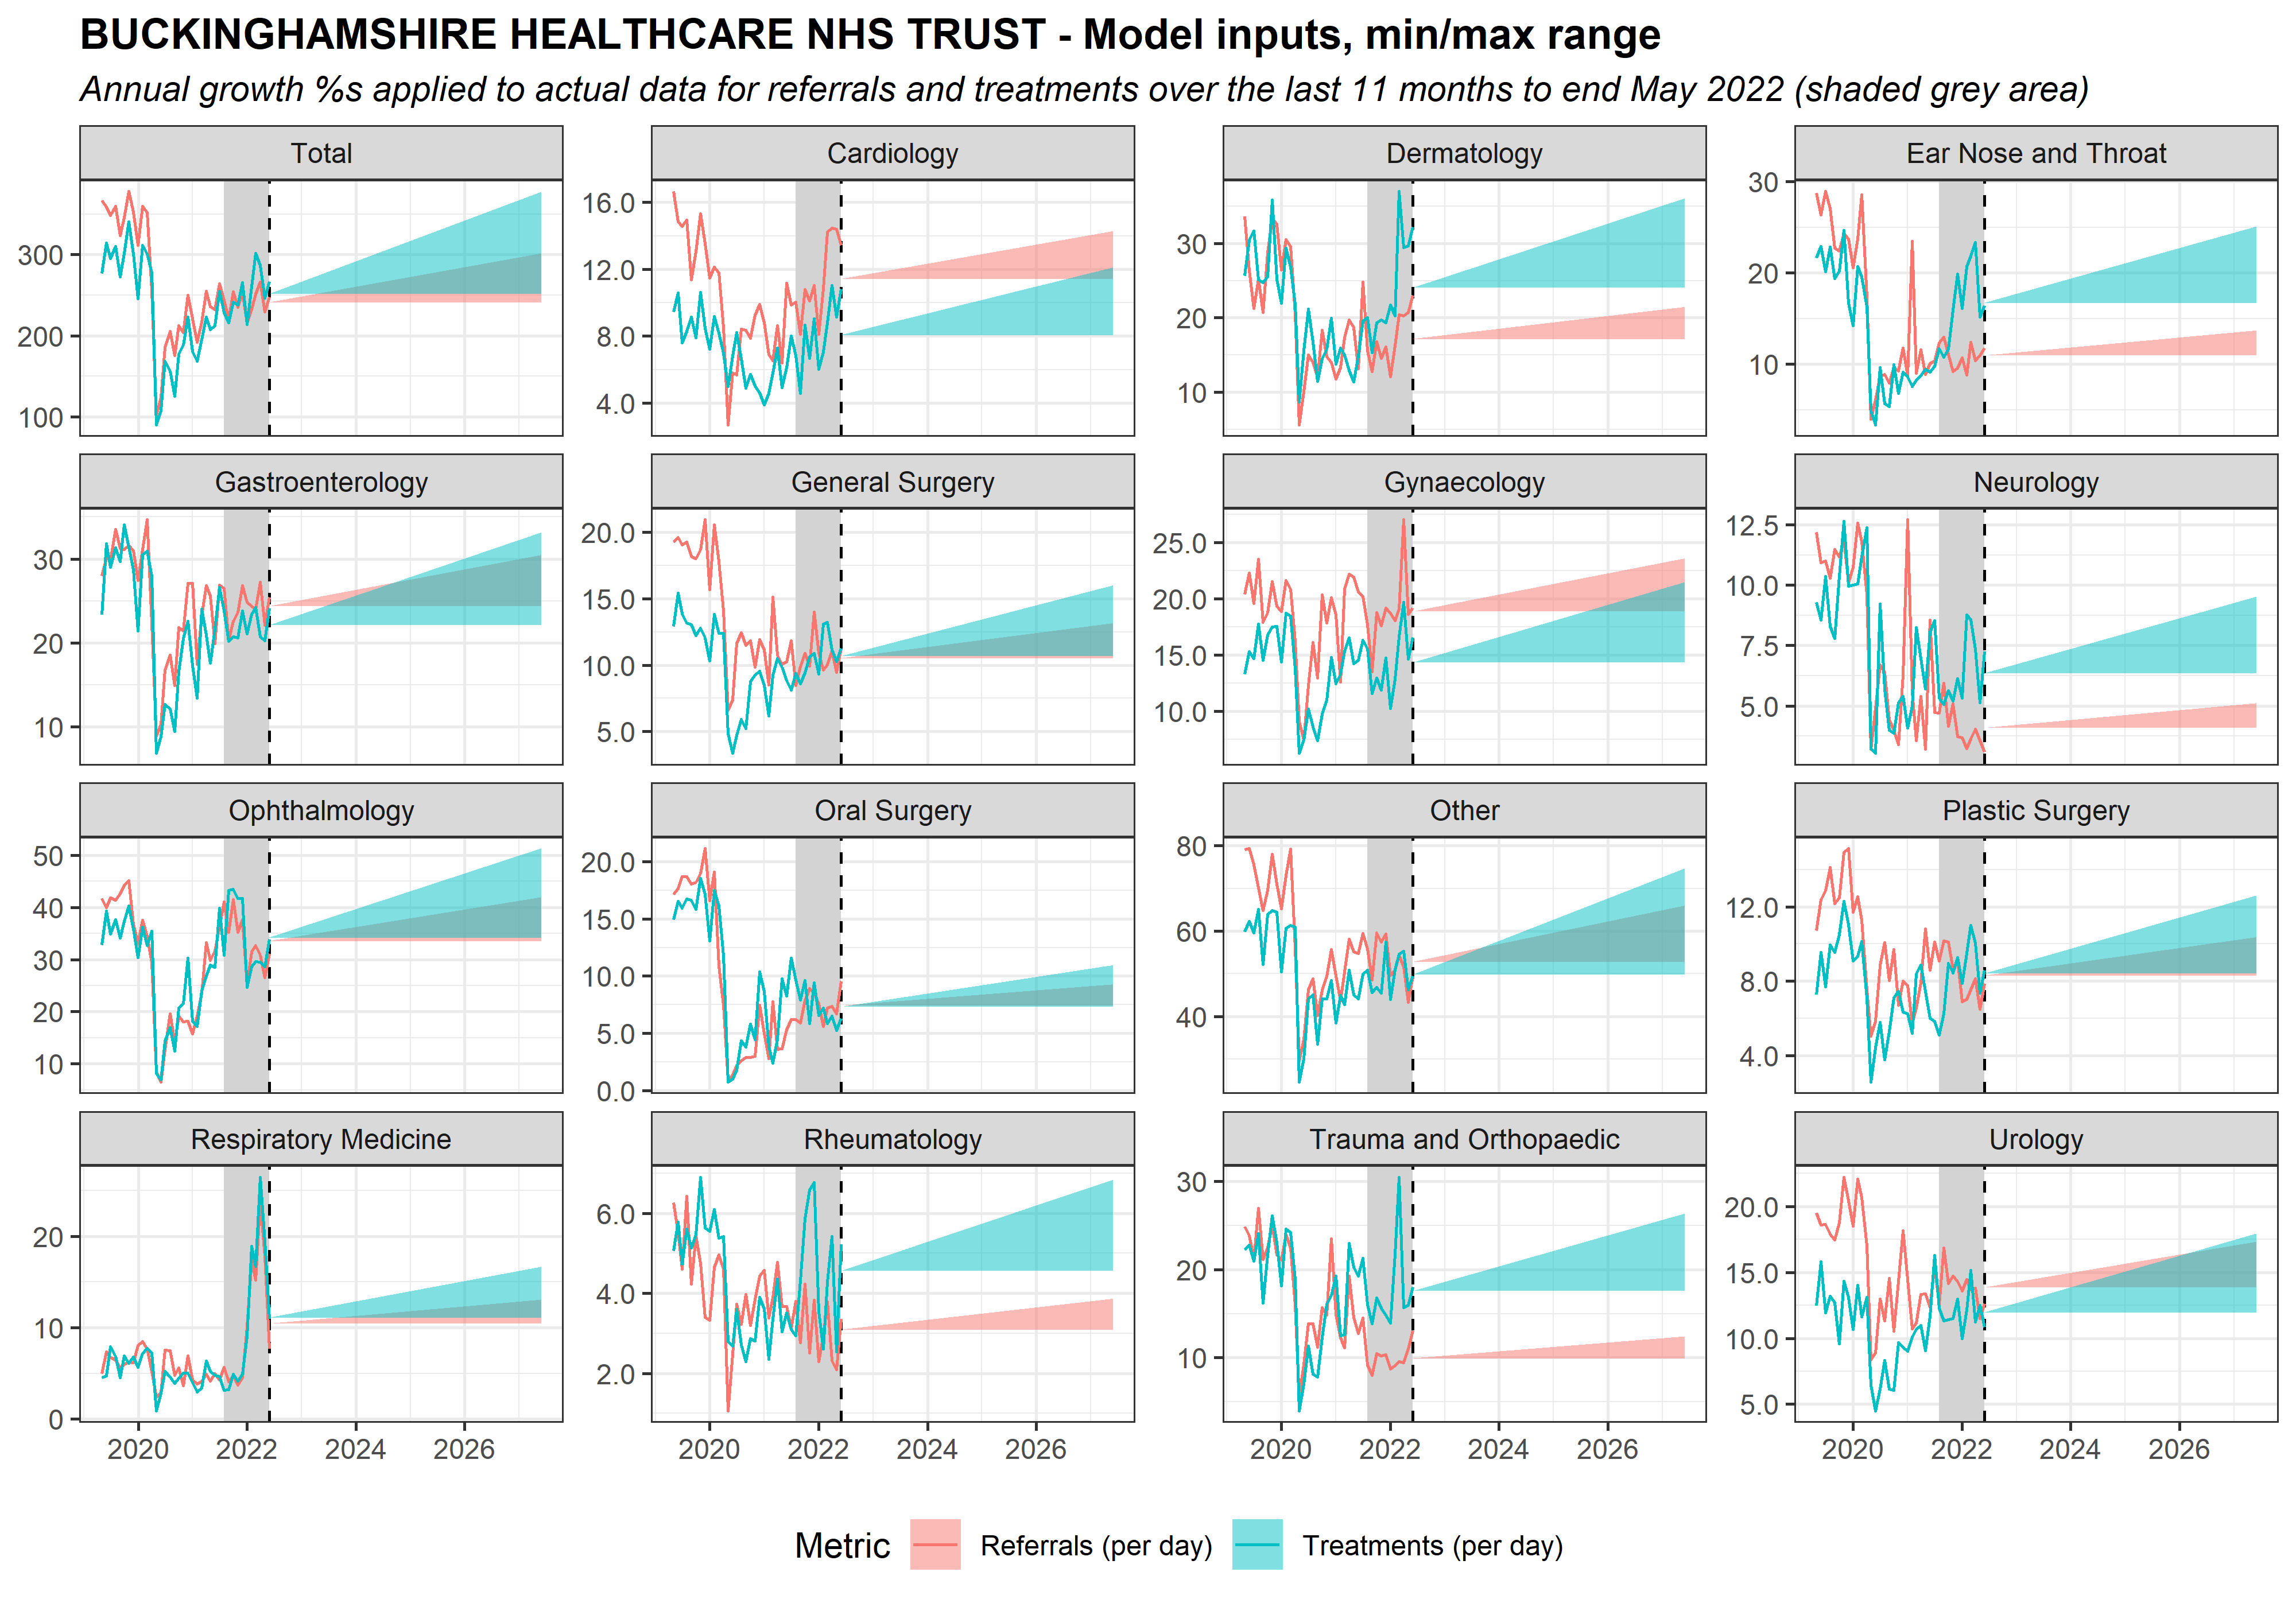 BUCKINGHAMSHIRE HEALTHCARE NHS TRUST - Model inputs, min/max range
Annual growth %s applied to actual data for referrals and treatments over the last 11 months to end May 2022 (shaded grey area)
Total
Cardiology
Dermatology
Ear Nose and Throat
300
200
100
16.0
12.0
8.0
4.0
30
20
10
30
20
10
Gastroenterology
General Surgery
Gynaecology
Neurology
30
20
10
20.0
15.0
10.0
5.0
25.0
20.0
15.0
10.0
12.5
10.0
7.5
5.0
Ophthalmology
Oral Surgery
Other
Plastic Surgery
50
40
30
20
10
20.0
15.0
10.0
5.0
0.0
80
60
40
12.0
8.0
4.0
Respiratory Medicine
Rheumatology
Trauma and Orthopaedic
Urology
20
10
0
6.0
4.0
2.0
30
20
10
20.0
15.0
10.0
5.0
2020 2022 2024 2026
2020 2022 2024 2026
2020 2022 2024 2026
2020 2022 2024 2026
Metric Referrals (per day) Treatments (per day)